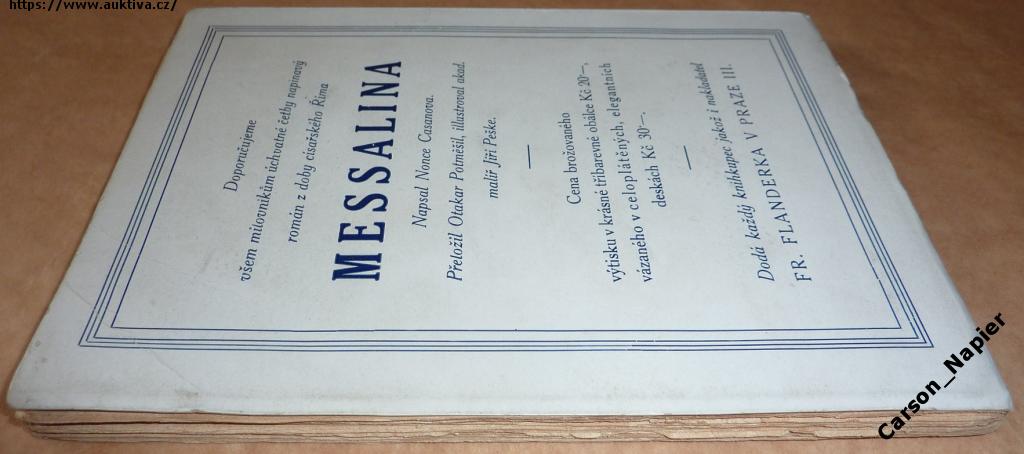 https://www.auktiva.cz/
Doporučujeme
všem milovníkům úchvatné četby napínavý
román z doby císařského Říma
MESSALINA
Napsal Nonce Casanova.
Přeložil Otakar Potměšil, illustroval akad.
malíř Jiří Peške.
—
Cena brožovaného
výtisku v krásné tříbarevné obálce Kč 20·—,
vázaného v celoplátěných, elegantních
deskách Kč 30·—.
—
Dodá každý knihkupec jakož i nakladatel
FR. FLANDERKA V PRAZE III.
Carson_Napier